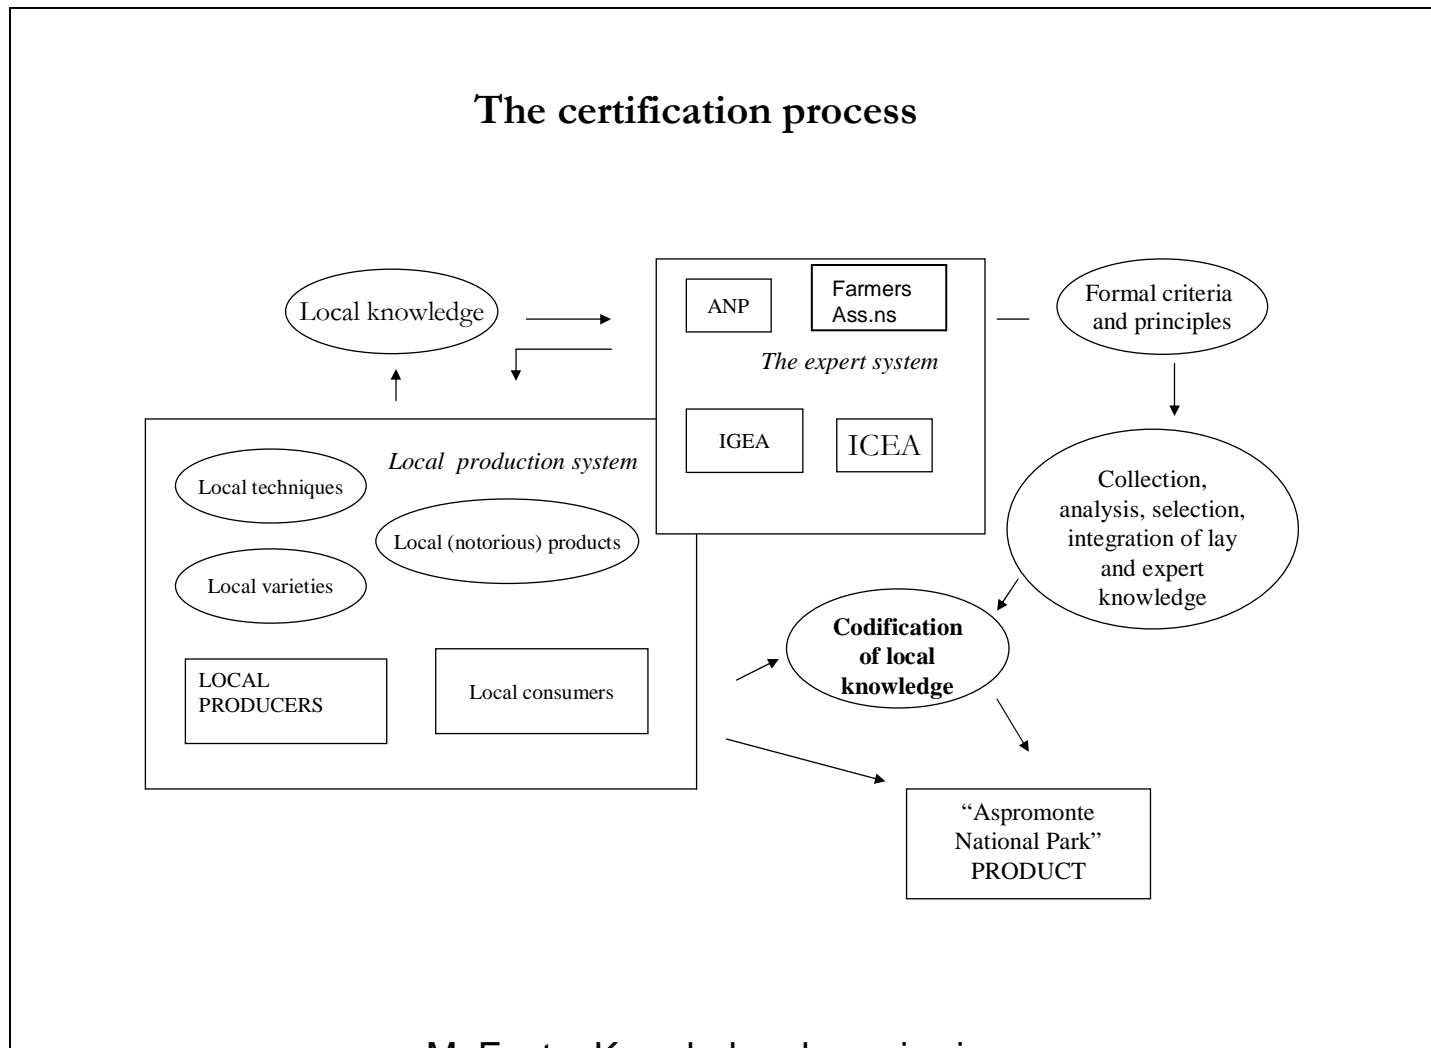 The certification process
Local knowledge
ANP
Farmers
Ass.ns
The expert system
IGEA
ICEA
Formal criteria
and principles
Local production system
Local techniques
Local (notorious) products
Local varieties
LOCAL
PRODUCERS
Local consumers
Collection,
analysis, selection,
integration of lay
and expert
knowledge
Codification
of local
knowledge
“Aspromonte
National Park”
PRODUCT